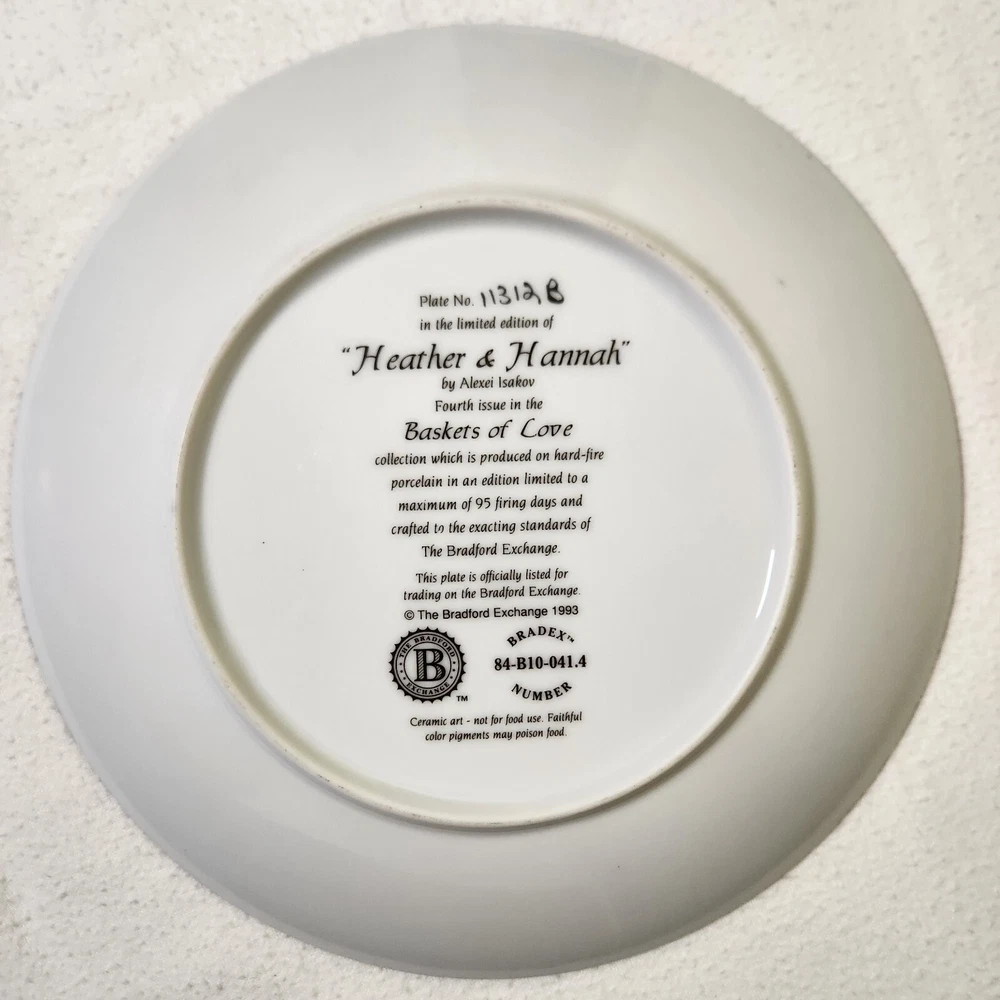 Plate No. 11312B
in the limited edition of
"Heather & Hannah"
by Alexei Isakov
Fourth issue in the
Baskets of Love
collection which is produced on hard-fire
porcelain in an edition limited to a
maximum of 95 firing days and
crafted to the exacting standards of
The Bradford Exchange.
This plate is officially listed for
trading on the Bradford Exchange.
© The Bradford Exchange 1993
THE BRADFORD
B
EXCHANGE
TM
BRADEX™
84-B10-041.4
NUMBER
Ceramic art - not for food use. Faithful
color pigments may poison food.